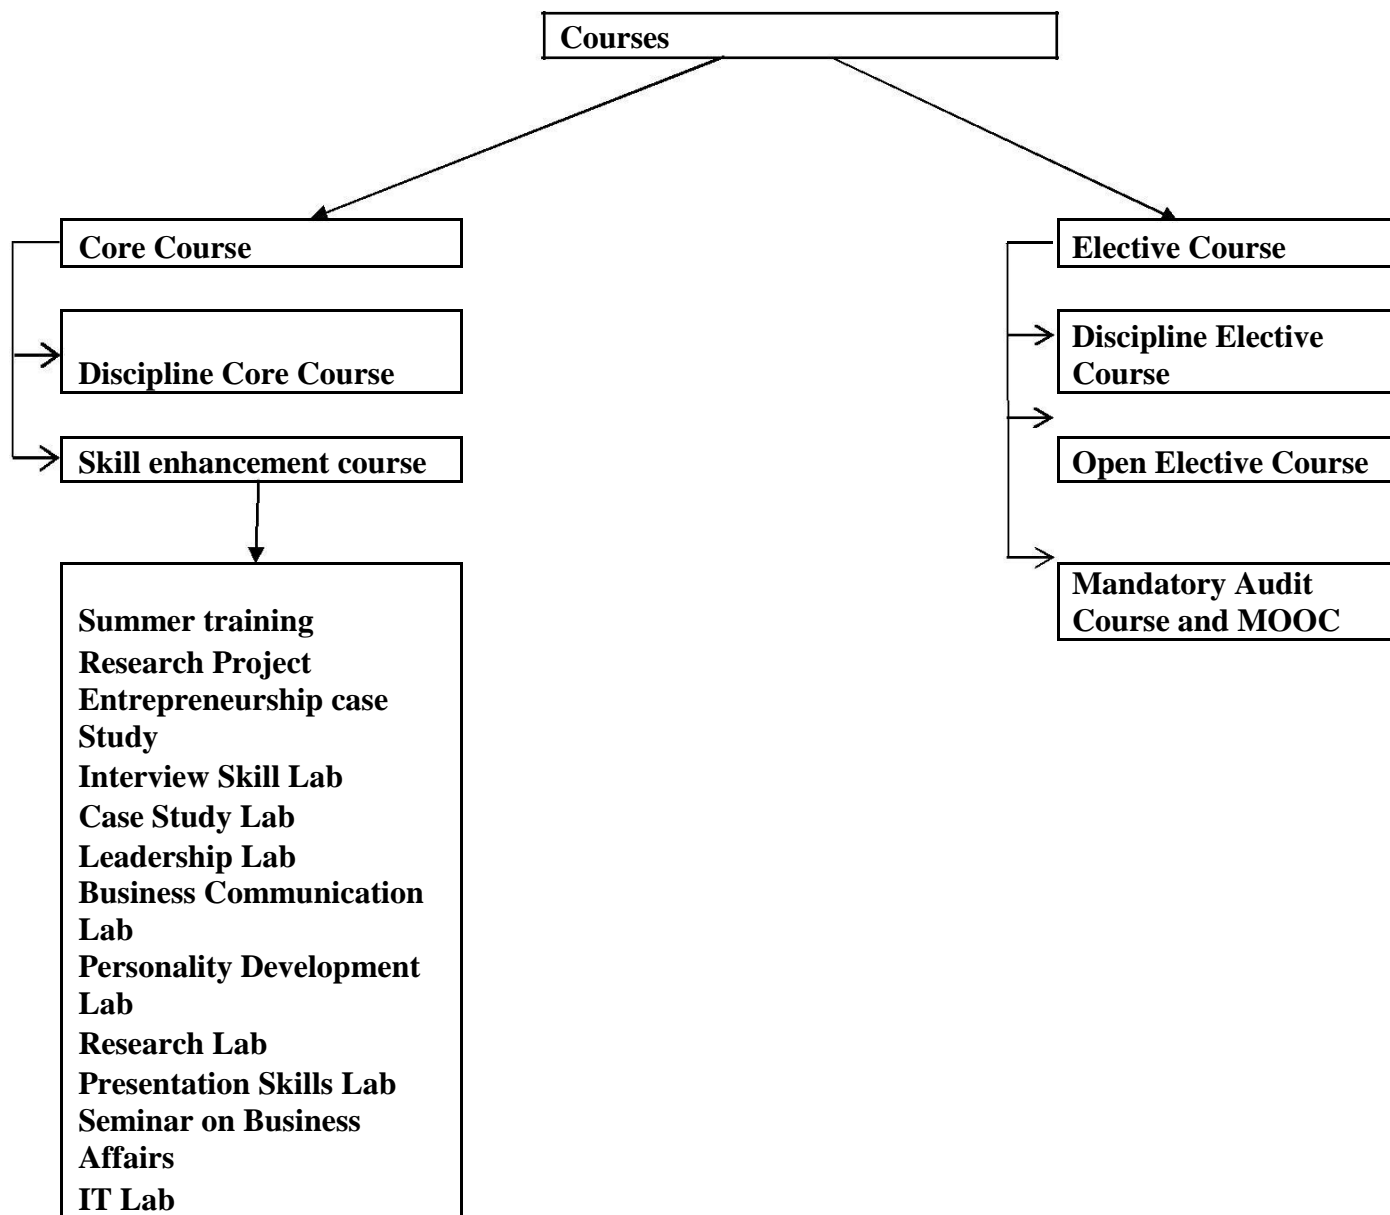 Courses
Core Course
Discipline Core Course
Skill enhancement course
Summer training
Research Project
Entrepreneurship case
Study
Interview Skill Lab
Case Study Lab
Leadership Lab
Business Communication
Lab
Personality Development
Lab
Research Lab
Presentation Skills Lab
Seminar on Business
Affairs
IT Lab
Elective Course
Discipline Elective
Course
Open Elective Course
Mandatory Audit
Course and MOOC